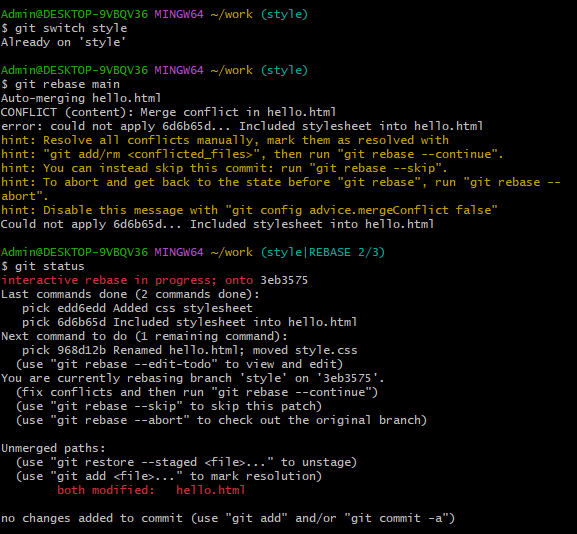 Admin@DESKTOP-9VBQV36 MINGW64 ~/work (style)
$ git switch style
Already on 'style'
Admin@DESKTOP-9VBQV36 MINGW64 ~/work (style)
$ git rebase main
Auto-merging hello.html
CONFLICT (content): Merge conflict in hello.html
error: could not apply 6d6b65d... Included stylesheet into hello.html
hint: Resolve all conflicts manually, mark them as resolved with
hint: "git add/rm <conflicted_files>", then run "git rebase --continue".
hint: You can instead skip this commit: run "git rebase --skip".
hint: To abort and get back to the state before "git rebase", run "git rebase --
abort".
hint: Disable this message with "git config advice.mergeConflict false"
Could not apply 6d6b65d... Included stylesheet into hello.html
Admin@DESKTOP-9VBQV36 MINGW64 ~/work (style|REBASE 2/3)
$ git status
interactive rebase in progress; onto 3eb3575
Last commands done (2 commands done):
pick edd6edd Added css stylesheet
pick 6d6b65d Included stylesheet into hello.html
Next command to do (1 remaining command):
pick 968d12b Renamed hello.html; moved style.css
(use "git rebase --edit-todo" to view and edit)
You are currently rebasing branch 'style' on '3eb3575'.
(fix conflicts and then run "git rebase --continue")
(use "git rebase --skip" to skip this patch)
(use "git rebase --abort" to check out the original branch)
Unmerged paths:
(use "git restore --staged <file>..." to unstage)
(use "git add <file>..." to mark resolution)
both modified: hello.html
no changes added to commit (use "git add" and/or "git commit -a")